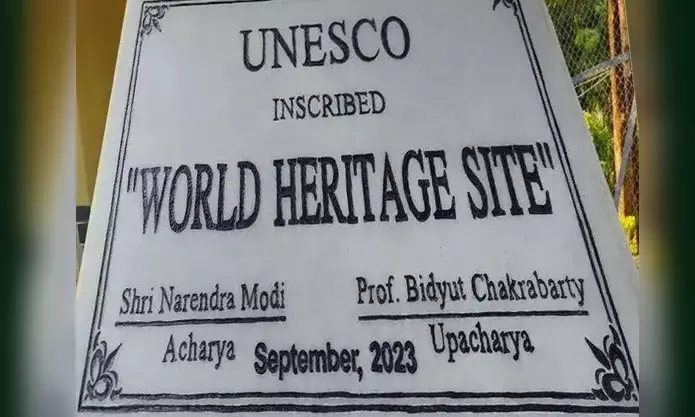 UNESCO
INSCRIBED
"WORLD HERITAGE SITE"
Shri Narendra Modi Prof. Bidyut Chakrabarty
Acharya September, 2023 Upacharya